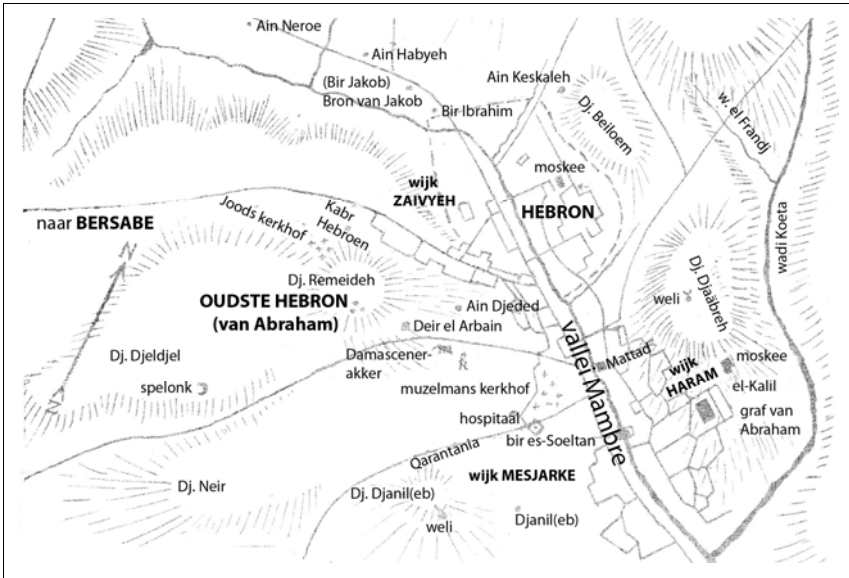 Ain Neroe
Ain Habyeh
(Bir Jakob)
Bron van Jakob
Bir Ibrahim
Ain Keskaleh
Dj. Beiloem
w. el Frandj
wijk
ZAIVYEH
moskee
HEBRON
naar BERSABE
Joods kerkhof
Kabr
Hebroen
wadi Koeta
N
Z
Dj. Remeideh
OUDSTE HEBRON
(van Abraham)
Ain Djeded
Deir el Arbain
Dj. Djaäbreh
weli
Dj. Djeldjel
spelonk
Damascener-
akker
R
muzelmans kerkhof
vallei Mambre
Mattad
wijk
HARAM
moskee
el-Kalil
graf van
Abraham
hospitaal
bir es-Soeltan
Qarantanla
wijk MESJARKE
Dj. Neir
Dj. Djanil(eb)
weli
Djanil(eb)